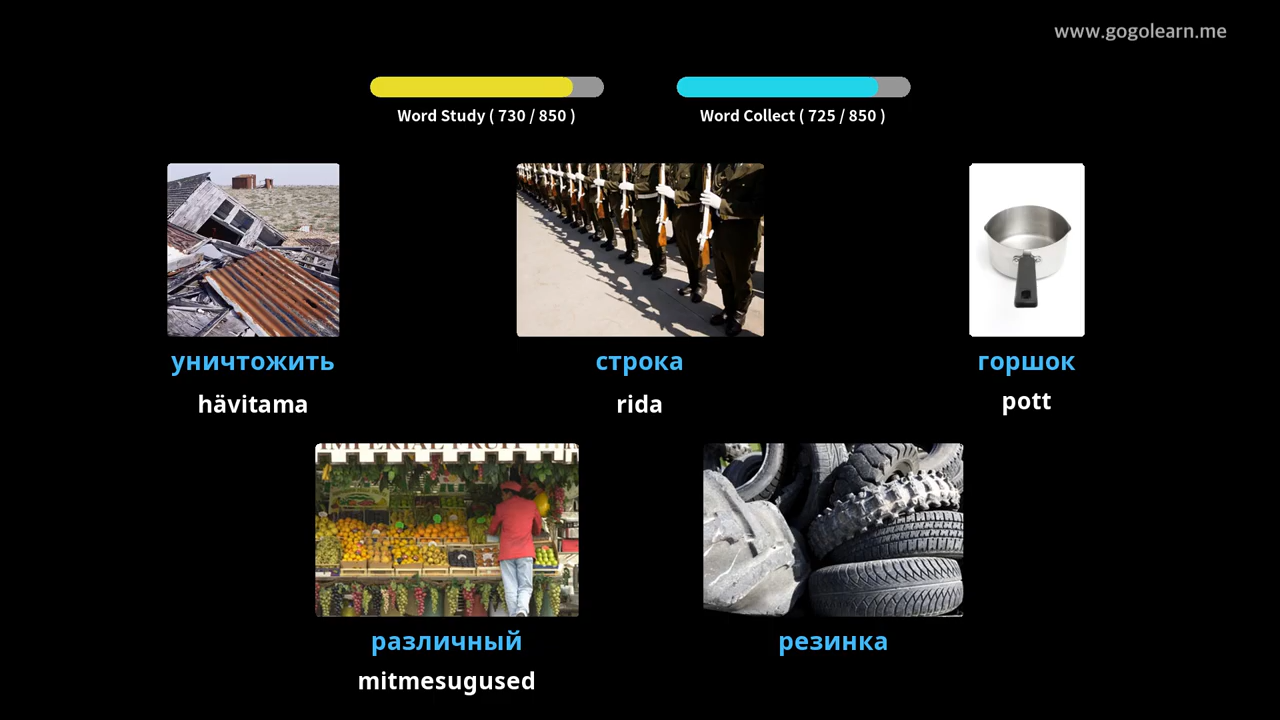 www.gogolearn.me
Word Study ( 730 / 850 )
Word Collect ( 725 / 850 )
уничтожить
строка
горшок
hävitama
rida
pott
различный
резинка
mitmesugused